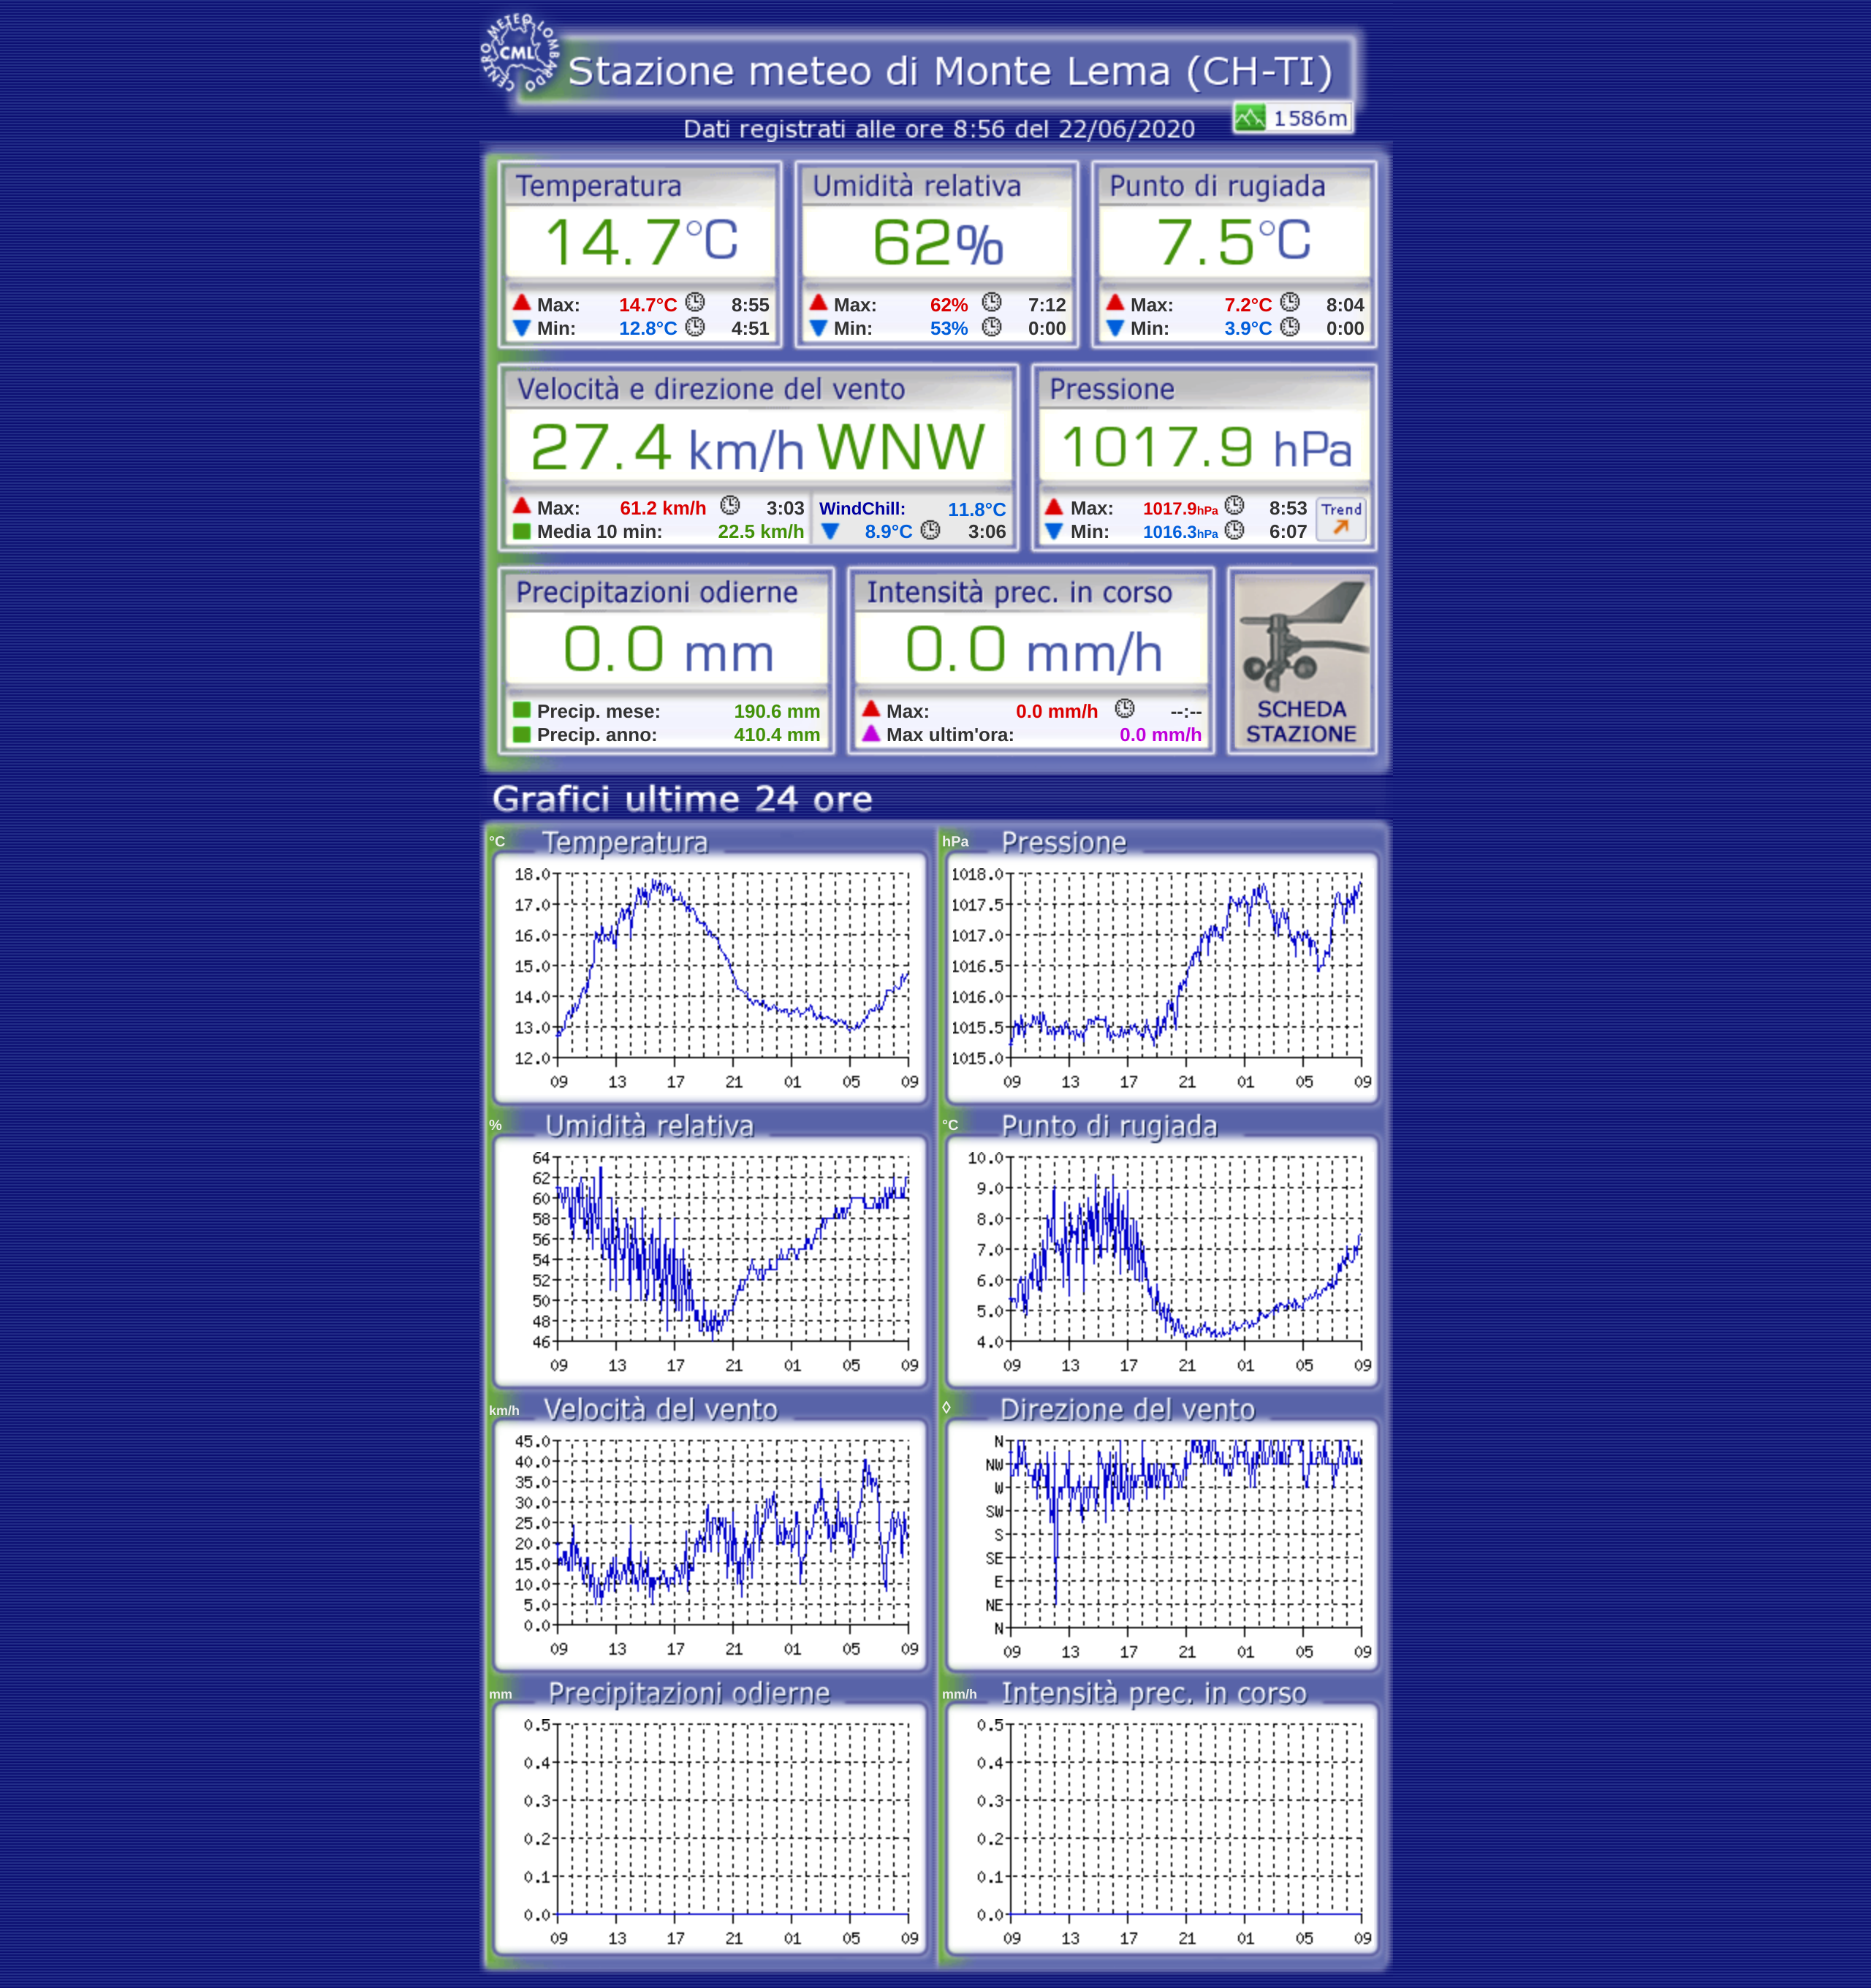 CENTRO METEO LOMBARDO
CML
Stazione meteo di Monte Lema (CH-TI)
1586m
Dati registrati alle ore 8:56 del 22/06/2020
Temperatura Umidità relativa Punto di rugiada
14.7°C 62% 7.5°C
Max: 14.7°C 8:55 Max: 62% 7:12 Max: 7.2°C 8:04
Min: 12.8°C 4:51 Min: 53% 0:00 Min: 3.9°C 0:00
Velocità e direzione del vento Pressione
27.4 km/h WNW 1017.9 hPa
Max: 61.2 km/h 3:03 WindChill: 11.8°C Max: 1017.9hPa 8:53 Trend
Media 10 min: 22.5 km/h 8.9°C 3:06 Min: 1016.3hPa 6:07
Precipitazioni odierne Intensità prec. in corso
0.0 mm 0.0 mm/h
Precip. mese: 190.6 mm Max: 0.0 mm/h --:-- SCHEDA
Precip. anno: 410.4 mm Max ultim'ora: 0.0 mm/h STAZIONE
Grafici ultime 24 ore
°C Temperatura
18.0
17.0
16.0
15.0
14.0
13.0
12.0
09 13 17 21 01 05 09
hPa Pressione
1018.0
1017.5
1017.0
1016.5
1016.0
1015.5
1015.0
09 13 17 21 01 05 09
% Umidità relativa
64
62
60
58
56
54
52
50
48
46
09 13 17 21 01 05 09
°C Punto di rugiada
10.0
9.0
8.0
7.0
6.0
5.0
4.0
09 13 17 21 01 05 09
km/h Velocità del vento
45.0
40.0
35.0
30.0
25.0
20.0
15.0
10.0
5.0
0.0
09 13 17 21 01 05 09
◊ Direzione del vento
N
NW
W
SW
S
SE
E
NE
N
09 13 17 21 01 05 09
mm Precipitazioni odierne
0.5
0.4
0.3
0.2
0.1
0.0
09 13 17 21 01 05 09
mm/h Intensità prec. in corso
0.5
0.4
0.3
0.2
0.1
0.0
09 13 17 21 01 05 09